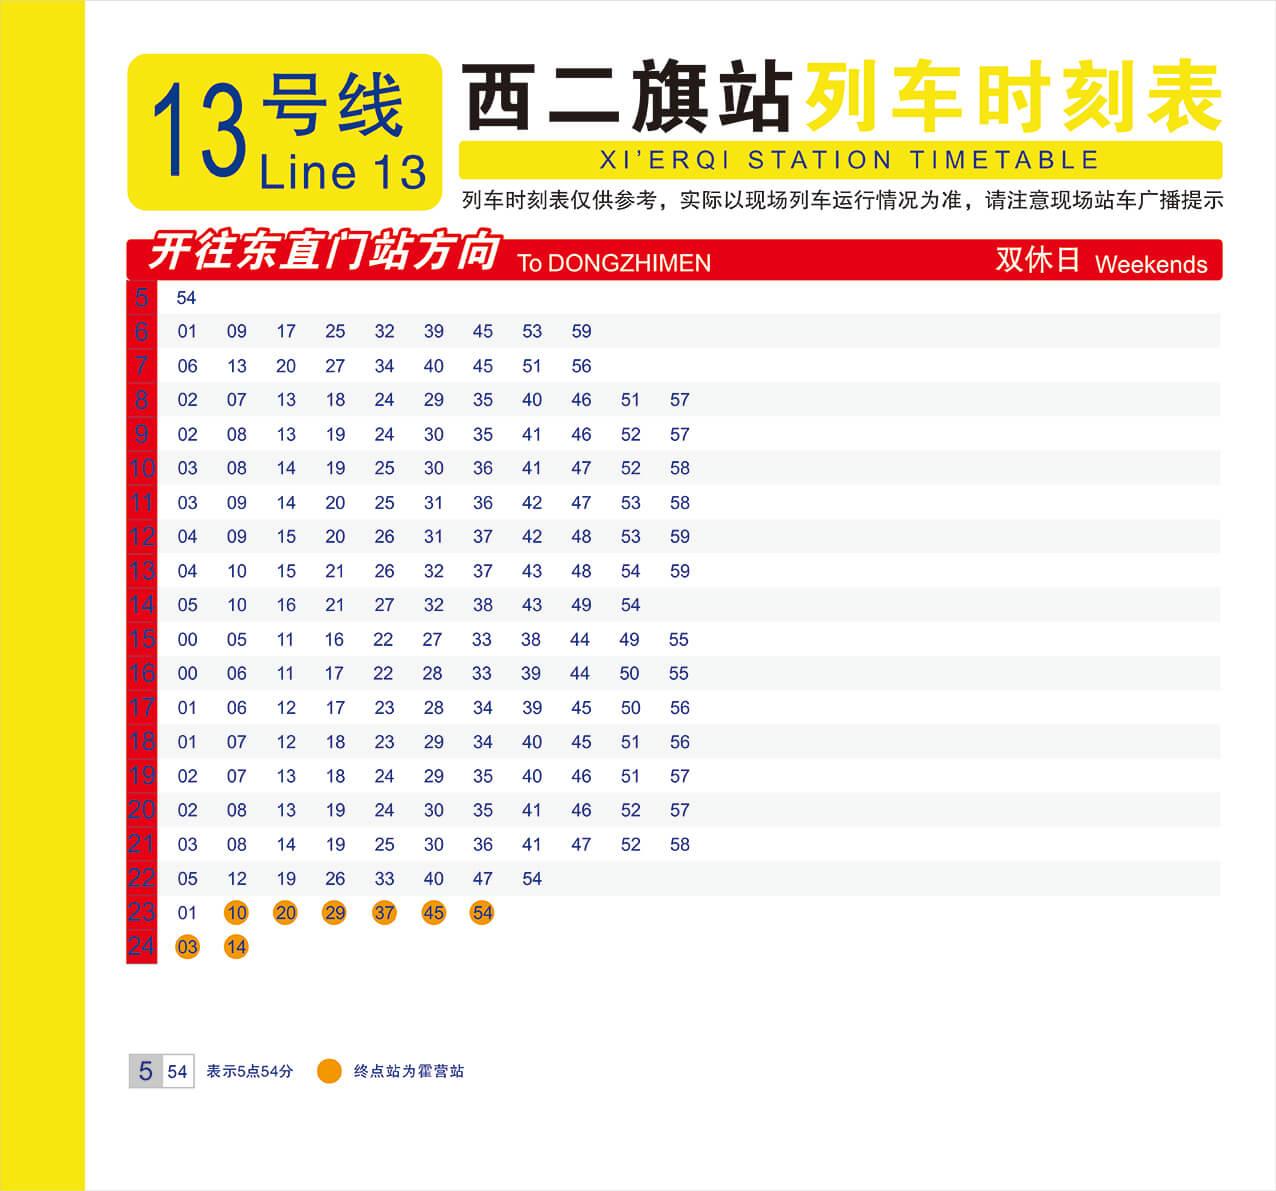 13号线
Line 13
西二旗站列车时刻表
XI'ERQI STATION TIMETABLE
列车时刻表仅供参考，实际以现场列车运行情况为准，请注意现场站车广播提示
开往东直门站方向 To DONGZHIMEN 双休日 Weekends
5 54
6 01 09 17 25 32 39 45 53 59
7 06 13 20 27 34 40 45 51 56
8 02 07 13 18 24 29 35 40 46 51 57
9 02 08 13 19 24 30 35 41 46 52 57
10 03 08 14 19 25 30 36 41 47 52 58
11 03 09 14 20 25 31 36 42 47 53 58
12 04 09 15 20 26 31 37 42 48 53 59
13 04 10 15 21 26 32 37 43 48 54 59
14 05 10 16 21 27 32 38 43 49 54
15 00 05 11 16 22 27 33 38 44 49 55
16 00 06 11 17 22 28 33 39 44 50 55
17 01 06 12 17 23 28 34 39 45 50 56
18 01 07 12 18 23 29 34 40 45 51 56
19 02 07 13 18 24 29 35 40 46 51 57
20 02 08 13 19 24 30 35 41 46 52 57
21 03 08 14 19 25 30 36 41 47 52 58
22 05 12 19 26 33 40 47 54
23 01 10 20 29 37 45 54
24 03 14
5 54 表示5点54分 终点站为霍营站